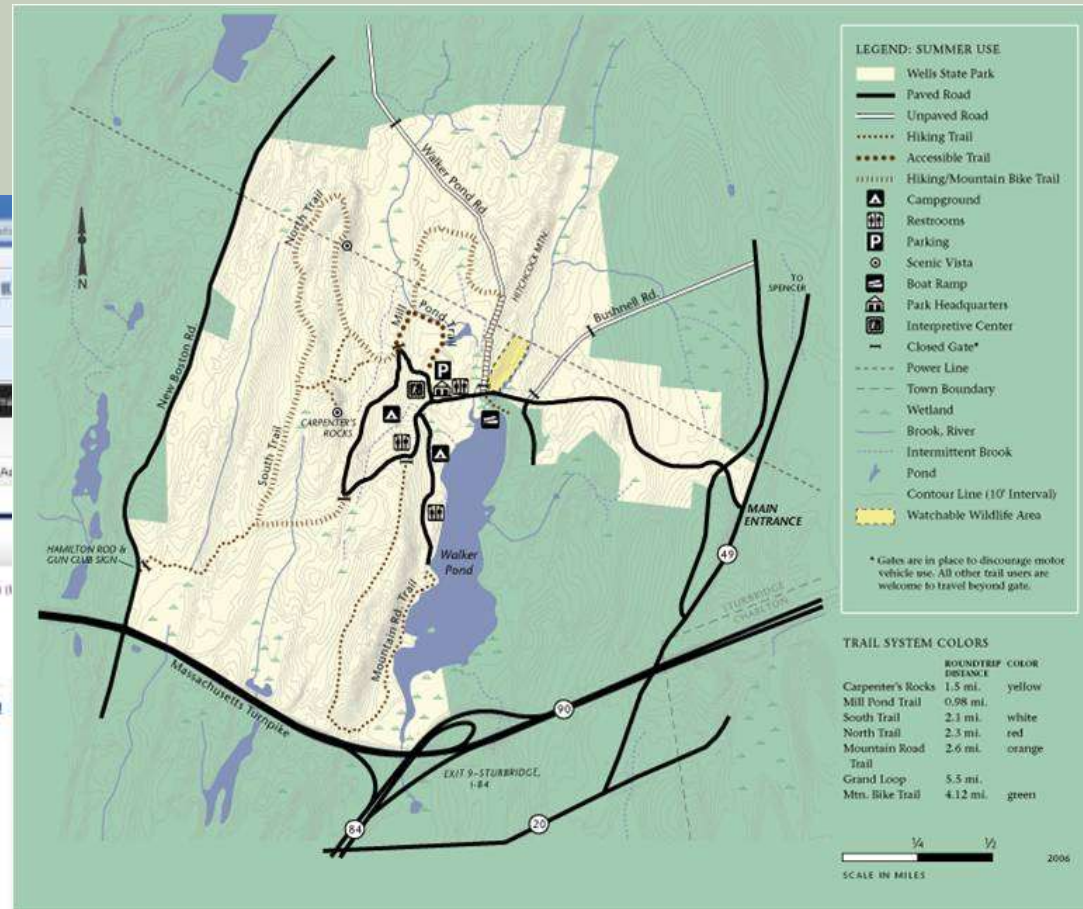 Walker Pond Rd.
North Trail
HITCHCOCK MTN.
Bushnell Rd.
TO
SPENCER
Mill Pond Trail
New Boston Rd
N
P
CARPENTER'S
ROCKS
South Trail
MAIN
ENTRANCE
HAMILTON ROD &
GUN CLUB SIGN
Walker
Pond
49
STURBRIDGE
CHARLTON
Mountain Rd. Trail
Massachusetts Turnpike
90
EXIT 9–STURBRIDGE,
I-84
84
20
LEGEND: SUMMER USE
Wells State Park
Paved Road
Unpaved Road
Hiking Trail
Accessible Trail
Hiking/Mountain Bike Trail
Campground
Restrooms
P Parking
Scenic Vista
Boat Ramp
Park Headquarters
Interpretive Center
Closed Gate*
Power Line
Town Boundary
Wetland
Brook, River
Intermittent Brook
Pond
Contour Line (10' Interval)
Watchable Wildlife Area
* Gates are in place to discourage motor
vehicle use. All other trail users are
welcome to travel beyond gate.
TRAIL SYSTEM COLORS
ROUNDTRIP COLOR
DISTANCE
Carpenter's Rocks 1.5 mi. yellow
Mill Pond Trail 0.98 mi.
South Trail 2.1 mi. white
North Trail 2.3 mi. red
Mountain Road 2.6 mi. orange
Trail
Grand Loop 5.5 mi.
Mtn. Bike Trail 4.12 mi. green
¼ ½
SCALE IN MILES
2006